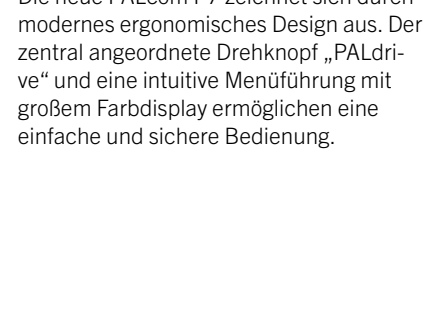 Die neue PALcom P7 zeichnet sich durch
modernes ergonomisches Design aus. Der
zentral angeordnete Drehknopf „PALdri-
ve“ und eine intuitive Menüführung mit
großem Farbdisplay ermöglichen eine
einfache und sichere Bedienung.